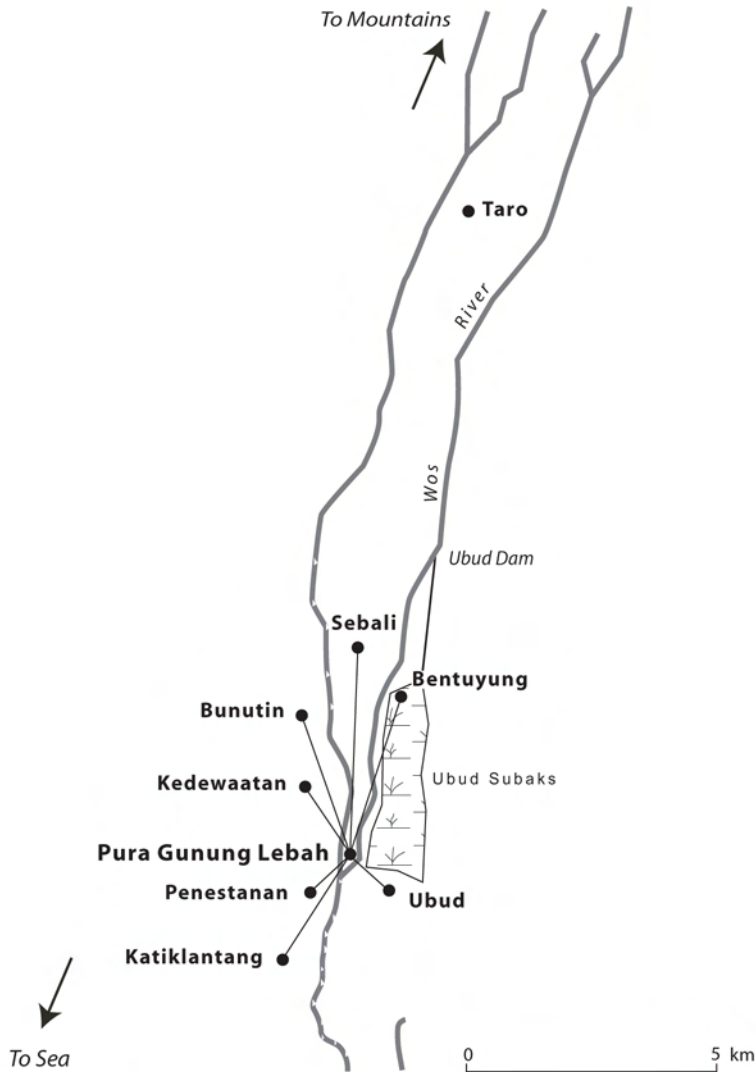 To Mountains
Taro
River
Wos
Ubud Dam
Sebali
Bentuyung
Bunutin
Ubud Subaks
Kedewaatan
Pura Gunung Lebah
Penestanan
Ubud
Katiklantang
To Sea
0 5 km